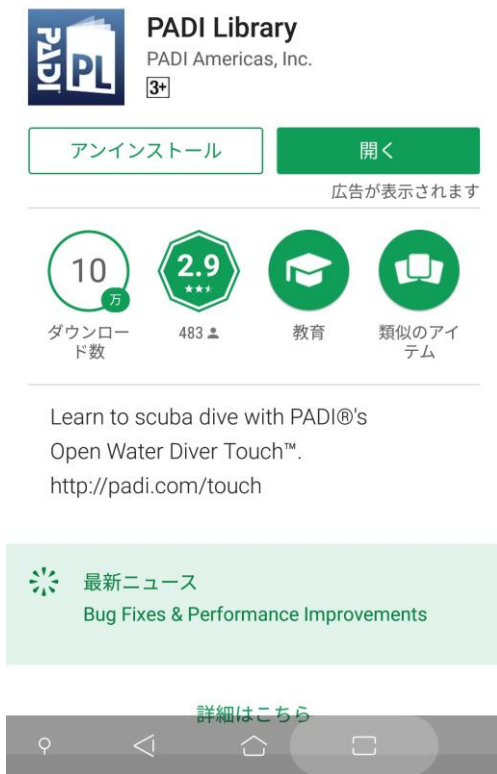 PADI
PL
PADI Library
PADI Americas, Inc.
3+
アンインストール
開く
広告が表示されます
10
万
ダウンロー
ド数
2.9
483
教育
類似のアイ
テム
Learn to scuba dive with PADI®'s
Open Water Diver Touch™.
http://padi.com/touch
最新ニュース
Bug Fixes & Performance Improvements
詳細はこちら